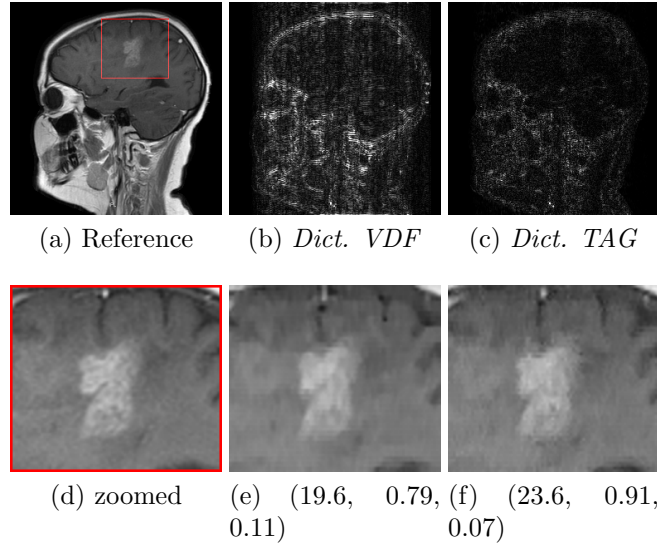 (a) Reference
(b) Dict. VDF
(c) Dict. TAG
(d) zoomed
(e) (19.6, 0.79, 0.11)
(f) (23.6, 0.91, 0.07)